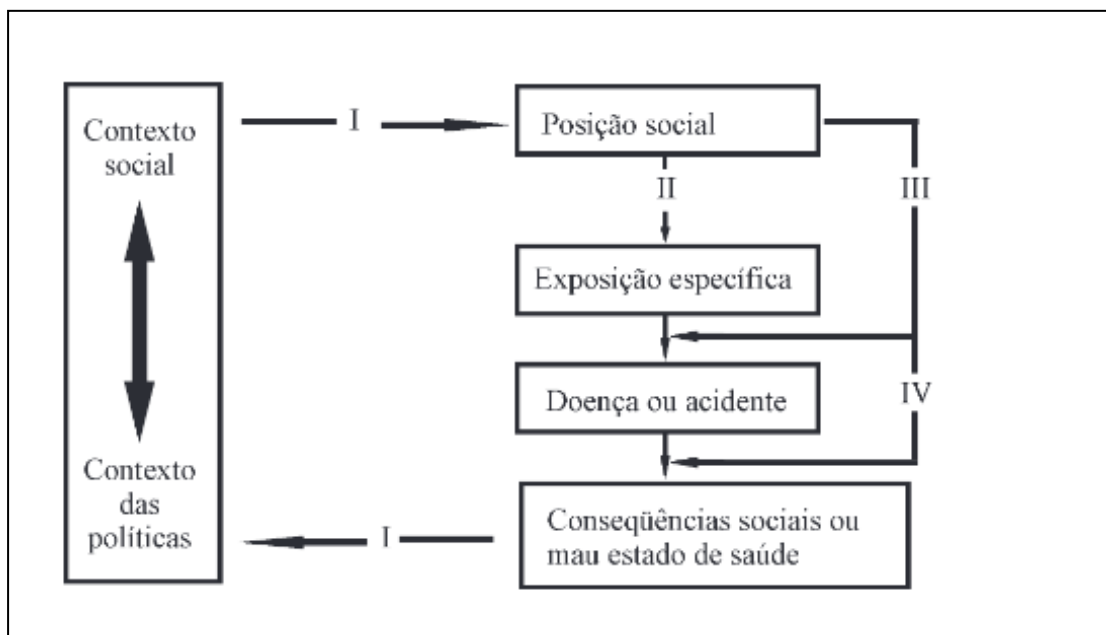 Contexto
social
Contexto
das
políticas
I
Posição social
II
III
Exposição específica
Doença ou acidente
IV
Conseqüências sociais ou
mau estado de saúde
I